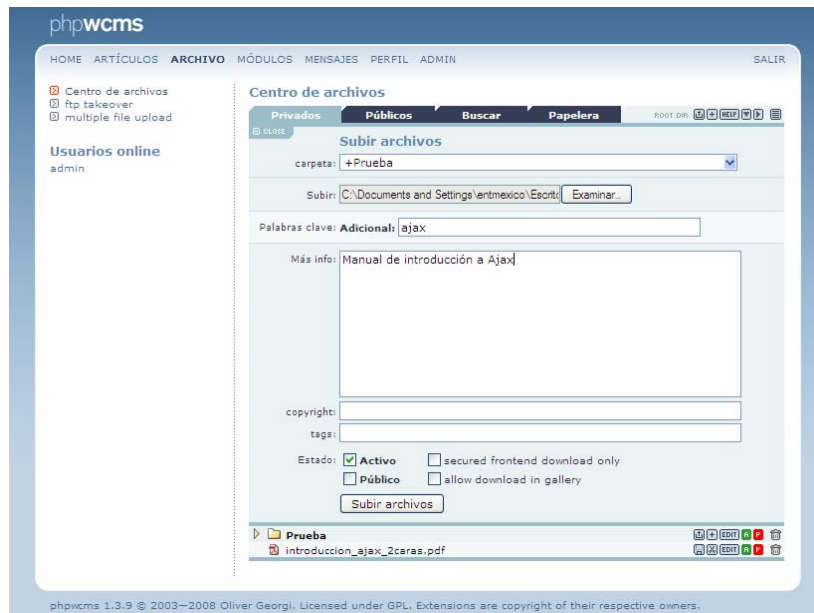 phpwcms
HOME ARTÍCULOS ARCHIVO MÓDULOS MENSAJES PERFIL ADMIN SALIR
Centro de archivos
ftp takeover
multiple file upload
Usuarios online
admin
Centro de archivos
Privados Públicos Buscar Papelera ROOT DIR HELP
CLOSE
Subir archivos
carpeta: +Prueba
Subir: C:\Documents and Settings\entmexico\Escrito Examinar...
Palabras clave: Adicional: ajax
Más info: Manual de introducción a Ajax
copyright:
tags:
Estado: Activo secured frontend download only
Público allow download in gallery
Subir archivos
Prueba EDIT A P
introduccion_ajax_2caras.pdf EDIT A P
phpwcms 1.3.9 © 2003—2008 Oliver Georgi. Licensed under GPL. Extensions are copyright of their respective owners.